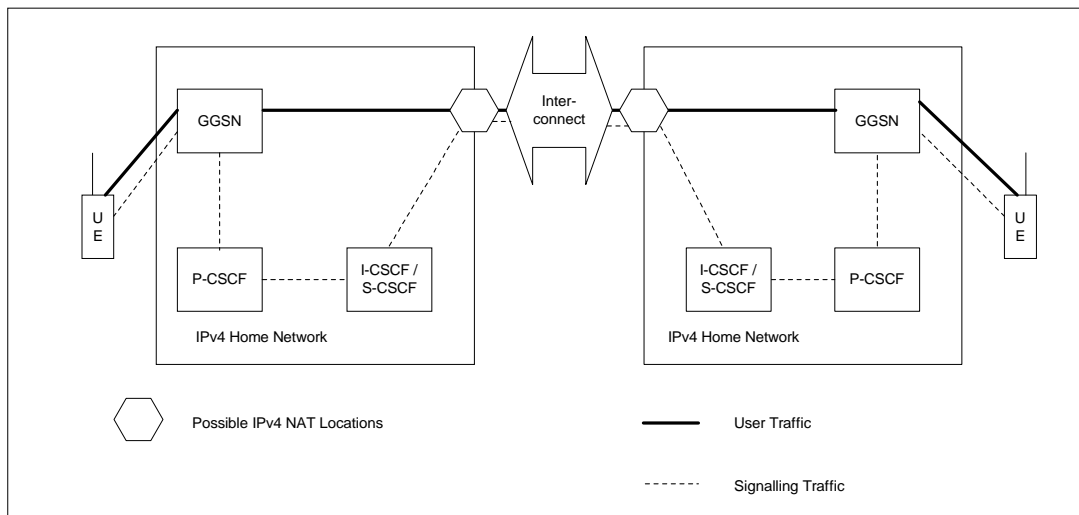 GGSN
Inter-
connect
GGSN
U
E
U
E
P-CSCF
I-CSCF /
S-CSCF
I-CSCF /
S-CSCF
P-CSCF
IPv4 Home Network
IPv4 Home Network
Possible IPv4 NAT Locations
User Traffic
Signalling Traffic